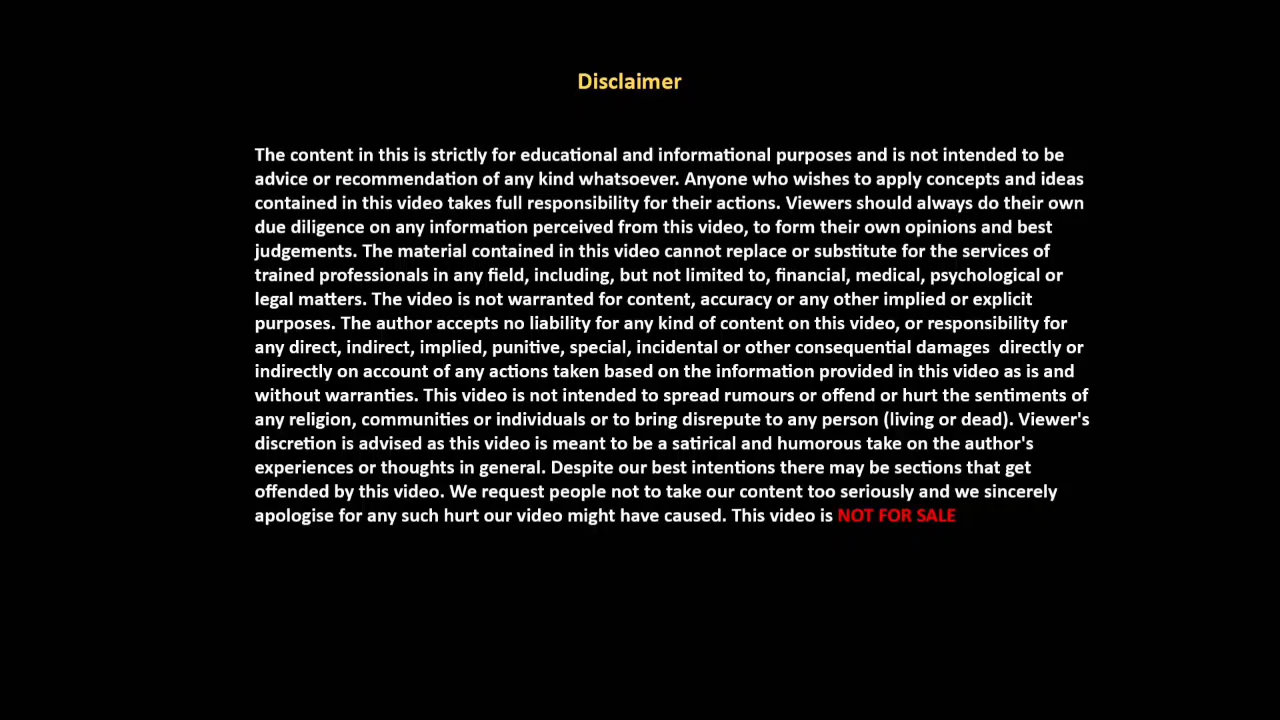 Disclaimer
The content in this is strictly for educational and informational purposes and is not intended to be
advice or recommendation of any kind whatsoever. Anyone who wishes to apply concepts and ideas
contained in this video takes full responsibility for their actions. Viewers should always do their own
due diligence on any information perceived from this video, to form their own opinions and best
judgements. The material contained in this video cannot replace or substitute for the services of
trained professionals in any field, including, but not limited to, financial, medical, psychological or
legal matters. The video is not warranted for content, accuracy or any other implied or explicit
purposes. The author accepts no liability for any kind of content on this video, or responsibility for
any direct, indirect, implied, punitive, special, incidental or other consequential damages  directly or
indirectly on account of any actions taken based on the information provided in this video as is and
without warranties. This video is not intended to spread rumours or offend or hurt the sentiments of
any religion, communities or individuals or to bring disrepute to any person (living or dead). Viewer's
discretion is advised as this video is meant to be a satirical and humorous take on the author's
experiences or thoughts in general. Despite our best intentions there may be sections that get
offended by this video. We request people not to take our content too seriously and we sincerely
apologise for any such hurt our video might have caused. This video is NOT FOR SALE